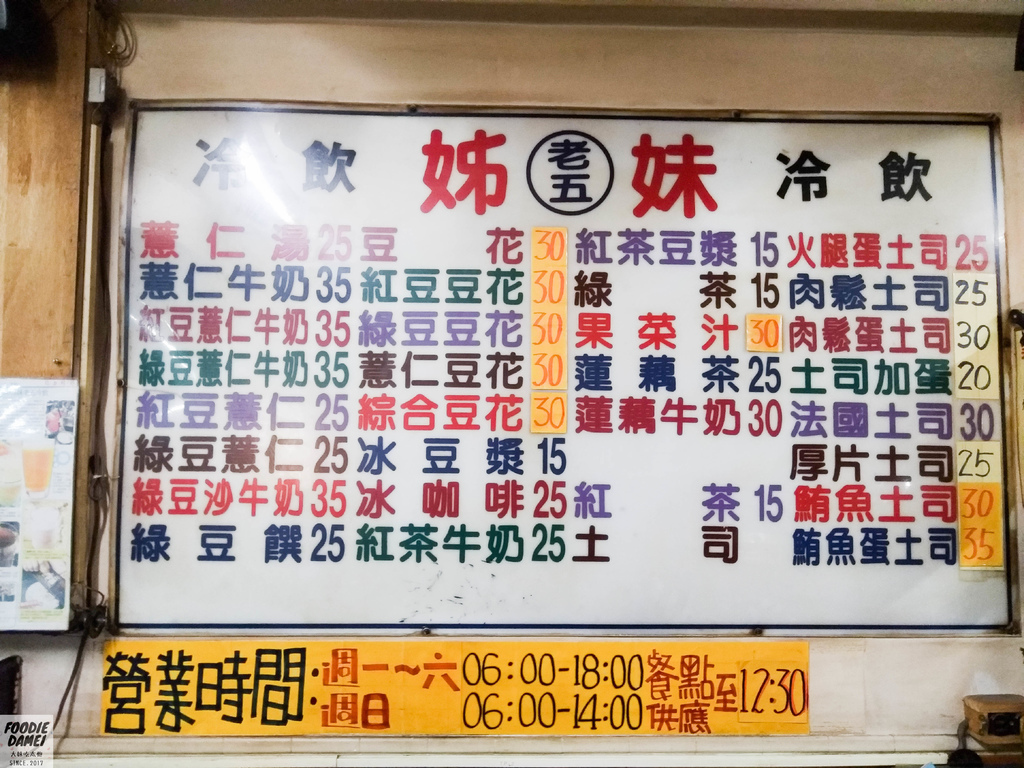 冷飲 姊 老五 妹 冷飲
薏仁湯 25 豆花 30 紅茶豆漿 15 火腿蛋土司 25
薏仁牛奶 35 紅豆豆花 30 綠茶 15 肉鬆土司 25
紅豆薏仁牛奶 35 綠豆豆花 30 果菜汁 30 肉鬆蛋土司 30
綠豆薏仁牛奶 35 薏仁豆花 30 蓮藕茶 25 土司加蛋 20
紅豆薏仁 25 綜合豆花 30 蓮藕牛奶 30 法國土司 30
綠豆薏仁 25 冰豆漿 15 厚片土司 25
綠豆沙牛奶 35 冰咖啡 25 紅茶 15 鮪魚土司 30
綠豆饌 25 紅茶牛奶 25 土司 鮪魚蛋土司 35
營業時間: 週一~六 06:00-18:00 餐點供應至12:30
週日 06:00-14:00
FOODIE
DAMEI
SINCE.2017